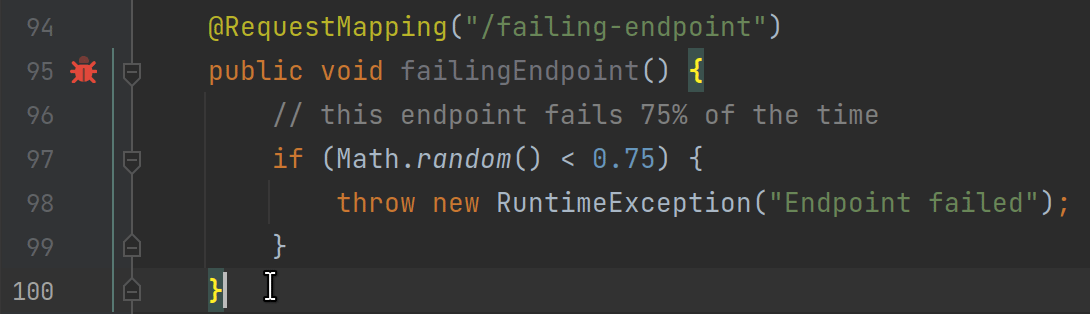 94 @RequestMapping("/failing-endpoint")
95 public void failingEndpoint() {
96 // this endpoint fails 75% of the time
97 if (Math.random() < 0.75) {
98 throw new RuntimeException("Endpoint failed");
99 }
100 }